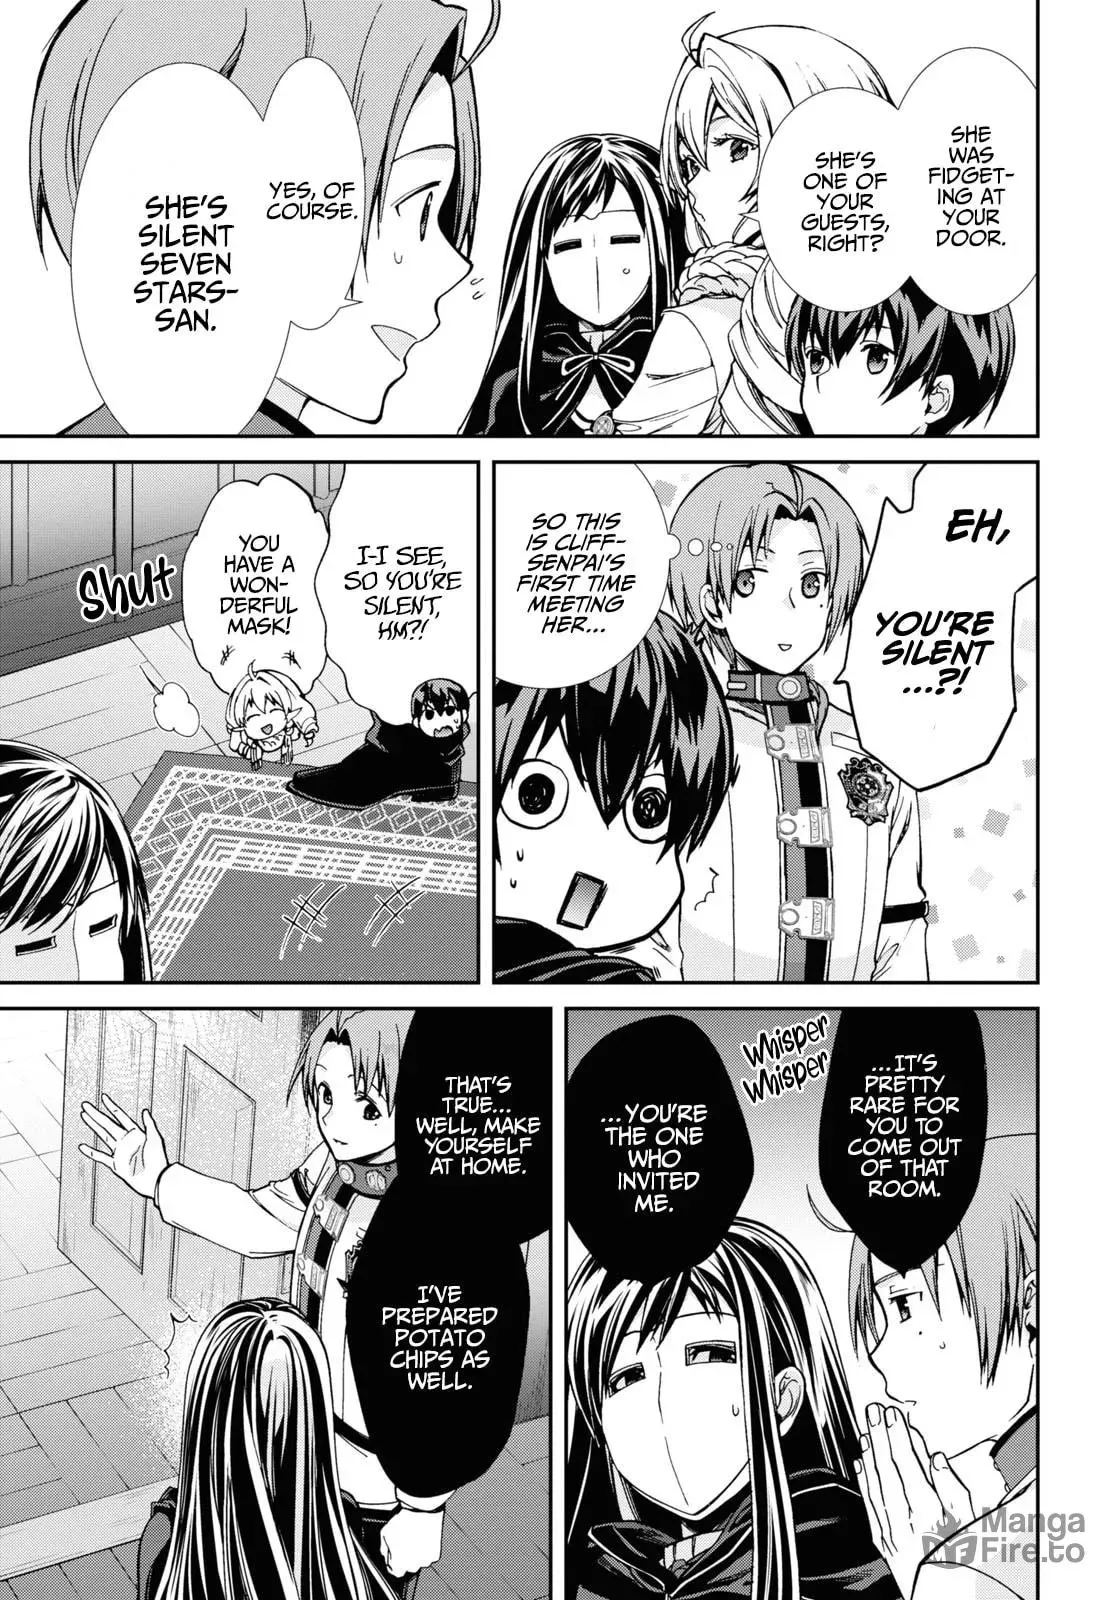 SHE
WAS
FIDGET-
ING AT
YOUR
DOOR.
SHE'S
ONE OF
YOUR
GUESTS,
RIGHT?
YES, OF
COURSE.
SHE'S
SILENT
SEVEN
STARS-
SAN.
EH,
YOU'RE
SILENT
...?!
SO THIS
IS CLIFF-
SENPAI'S
FIRST TIME
MEETING
HER...
I-I SEE,
SO YOU'RE
SILENT,
HM?!
YOU
HAVE A
WON-
DERFUL
MASK!
Shut
...IT'S
PRETTY
RARE FOR
YOU TO
COME OUT
OF THAT
ROOM.
Whisper
Whisper
...YOU'RE
THE ONE
WHO
INVITED
ME.
THAT'S
TRUE...
WELL, MAKE
YOURSELF
AT HOME.
I'VE
PREPARED
POTATO
CHIPS AS
WELL.
Manga
MF Fire.to